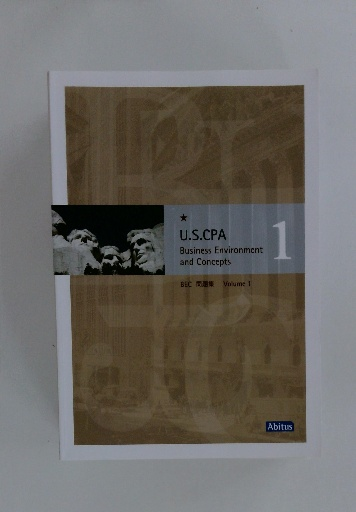 ★
U.S.CPA
Business Environment
and Concepts
1
BEC 問題集 Volume 1
Abitus